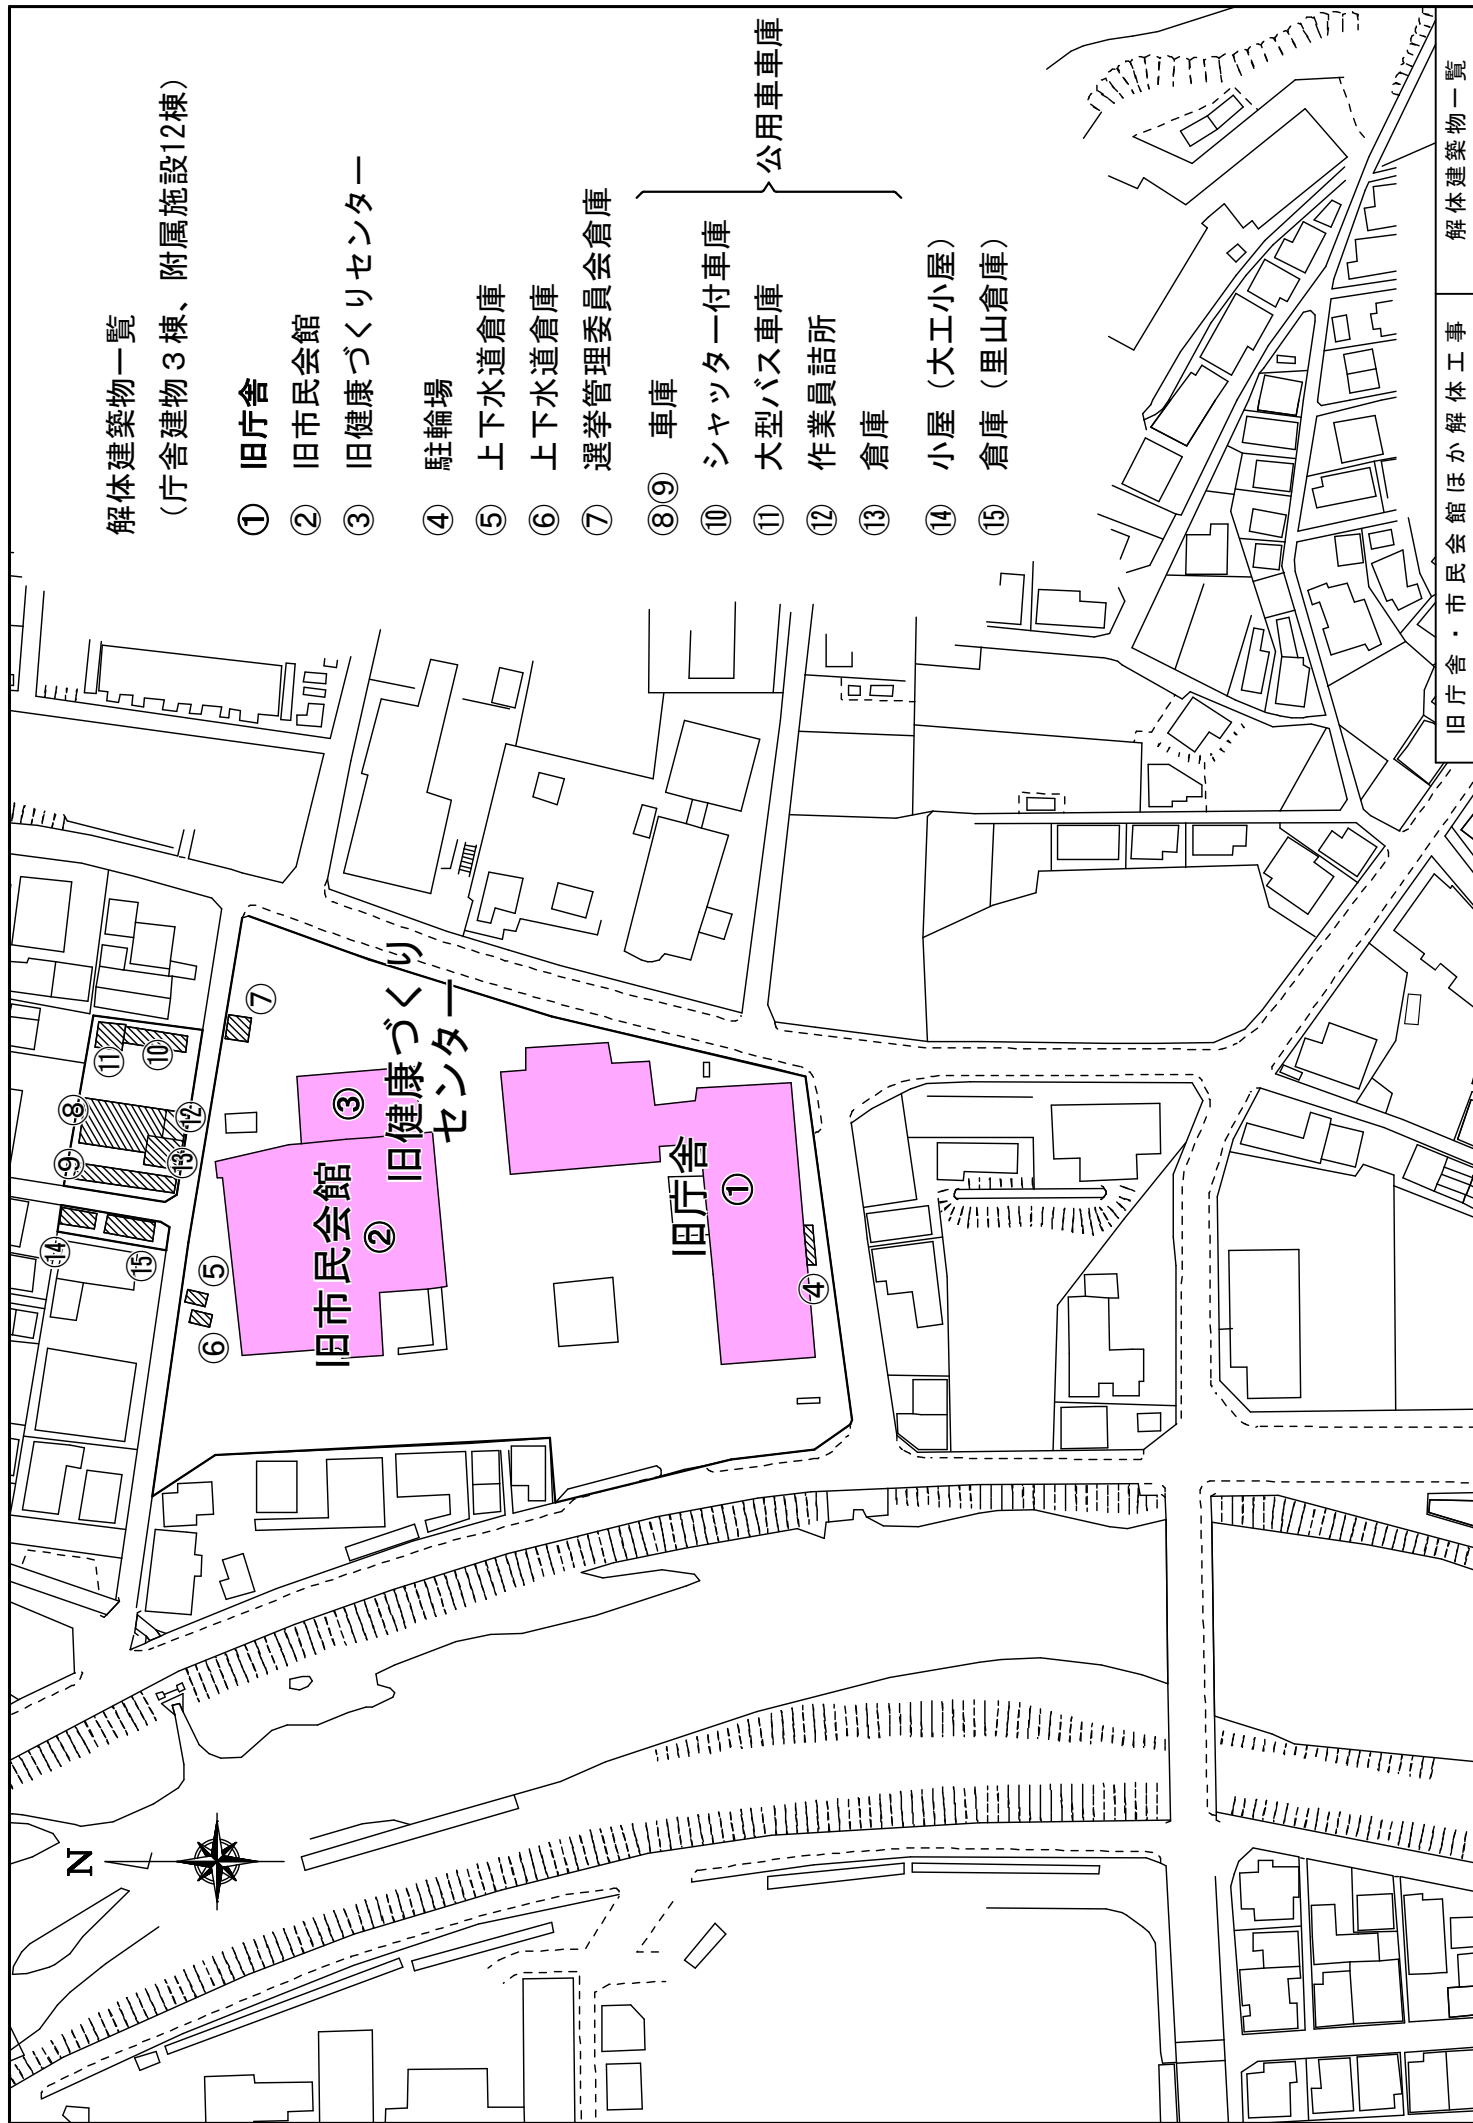 解体建築物一覧
（庁舎建物３棟、附属施設12棟）
① 旧庁舎
② 旧市民会館
③ 旧健康づくりセンター
④ 駐輪場
⑤ 上下水道倉庫
⑥ 上下水道倉庫
⑦ 選挙管理委員会倉庫
⑧⑨ 車庫
⑩ シャッター付車庫
⑪ 大型バス車庫
⑫ 作業員詰所
⑬ 倉庫
公用車車庫
⑭ 小屋（大工小屋）
⑮ 倉庫（里山倉庫）
N
⑭
⑮
⑨
⑧
⑬
⑫
⑪
⑩
⑦
⑤
⑥
旧市民会館
②
③
旧健康づくり
センター
旧庁舎
①
④
旧庁舎・市民会館ほか解体工事
解体建築物一覧